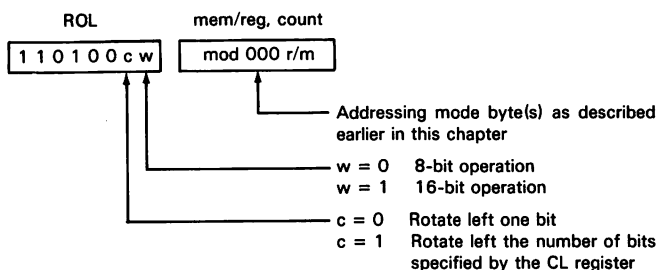 ROL mem/reg, count
1 1 0 1 0 0 c w mod 000 r/m
Addressing mode byte(s) as described
earlier in this chapter
w = 0 8-bit operation
w = 1 16-bit operation
c = 0 Rotate left one bit
c = 1 Rotate left the number of bits
specified by the CL register